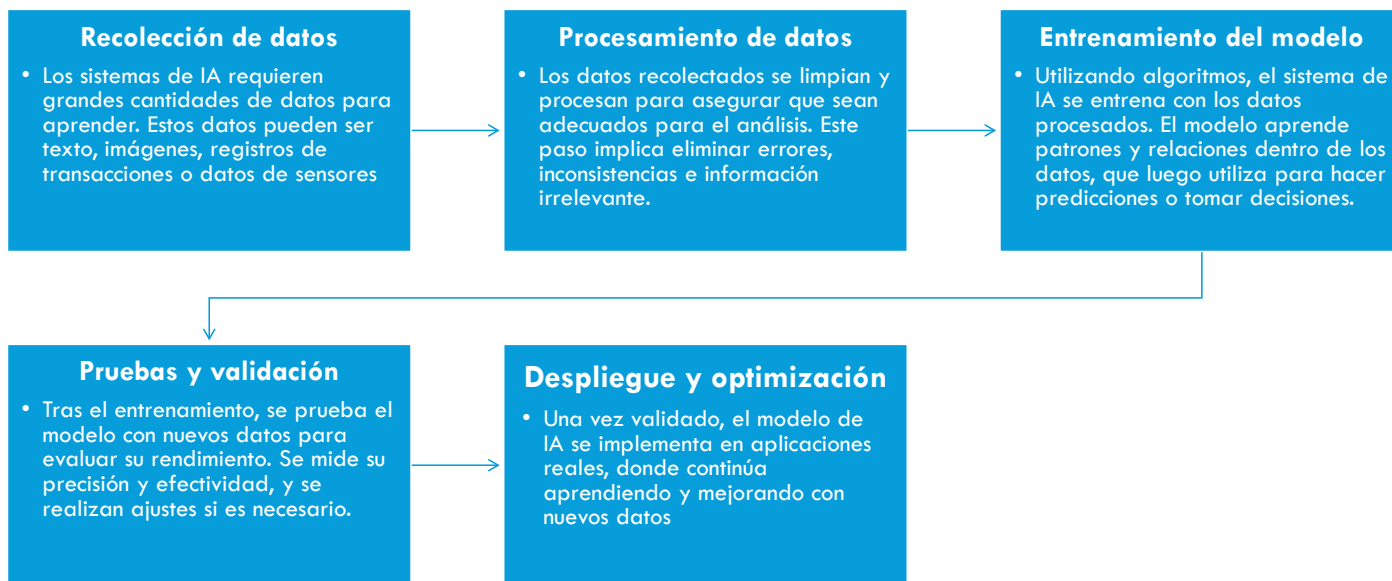 Recolección de datos
• Los sistemas de IA requieren
grandes cantidades de datos para
aprender. Estos datos pueden ser
texto, imágenes, registros de
transacciones o datos de sensores
Procesamiento de datos
• Los datos recolectados se limpian y
procesan para asegurar que sean
adecuados para el análisis. Este
paso implica eliminar errores,
inconsistencias e información
irrelevante.
Entrenamiento del modelo
• Utilizando algoritmos, el sistema de
IA se entrena con los datos
procesados. El modelo aprende
patrones y relaciones dentro de los
datos, que luego utiliza para hacer
predicciones o tomar decisiones.
Pruebas y validación
• Tras el entrenamiento, se prueba el
modelo con nuevos datos para
evaluar su rendimiento. Se mide su
precisión y efectividad, y se
realizan ajustes si es necesario.
Despliegue y optimización
• Una vez validado, el modelo de
IA se implementa en aplicaciones
reales, donde continúa
aprendiendo y mejorando con
nuevos datos